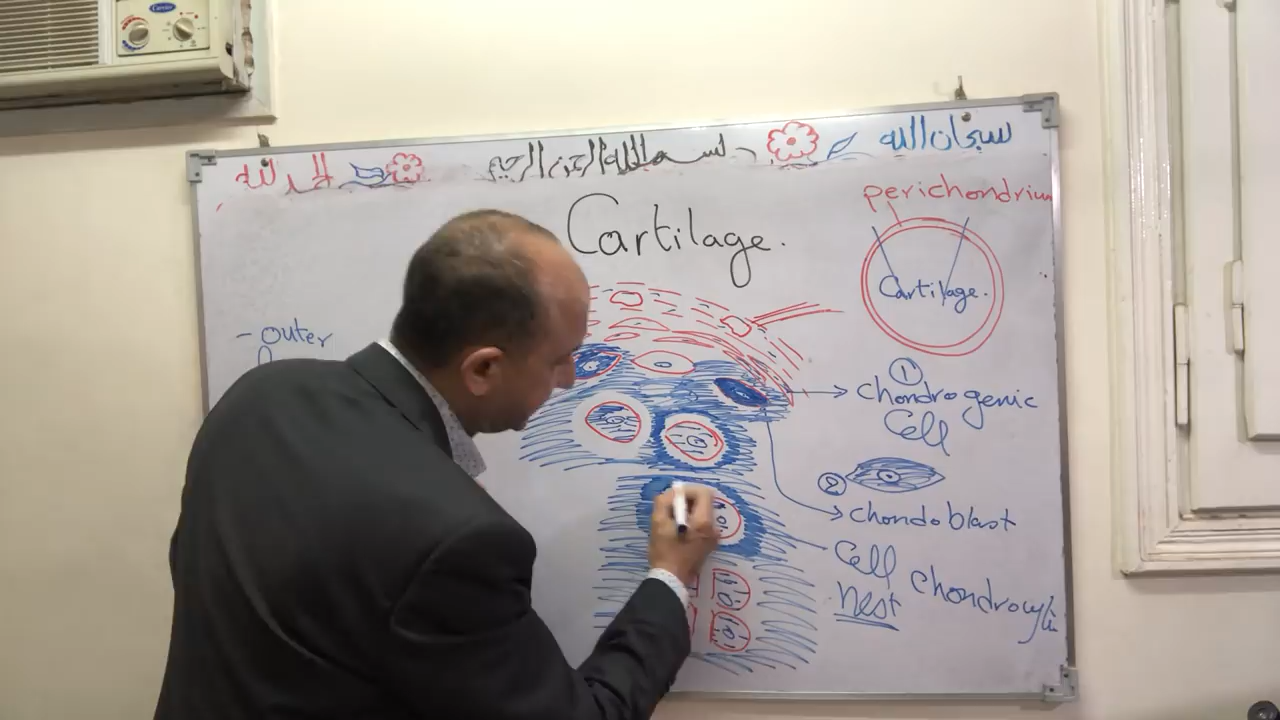 Carrier
الحمد لله
بسم الله الرحمن الرحيم
سبحان الله
Cartilage.
perichondrium
Cartilage.
- outer
① chondrogenic
Cell
②
chondoblast
Cell
nest
chondrocyte